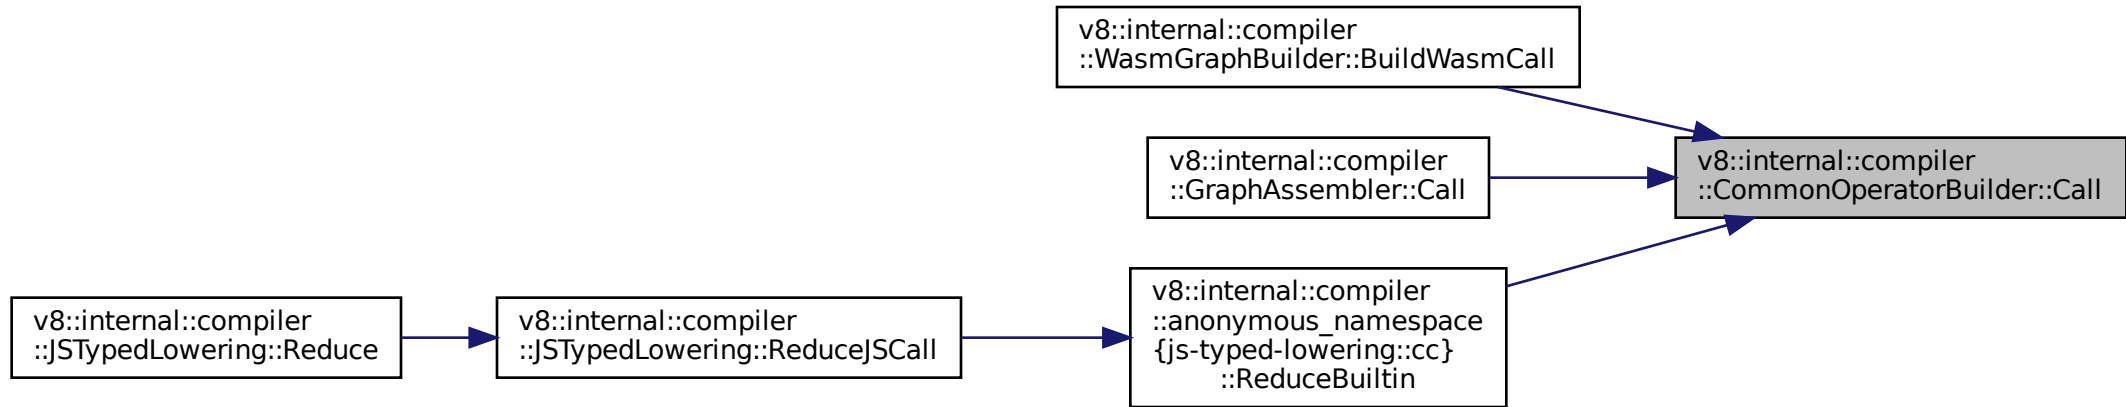 v8::internal::compiler
::WasmGraphBuilder::BuildWasmCall
v8::internal::compiler
::GraphAssembler::Call
v8::internal::compiler
::CommonOperatorBuilder::Call
v8::internal::compiler
::anonymous_namespace
{js-typed-lowering::cc}
::ReduceBuiltin
v8::internal::compiler
::JSTypedLowering::ReduceJSCall
v8::internal::compiler
::JSTypedLowering::Reduce